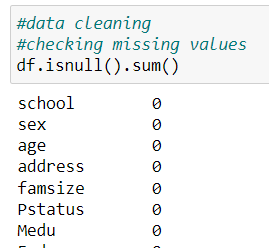 #data cleaning
#checking missing values
df.isnull().sum()
school 0
sex 0
age 0
address 0
famsize 0
Pstatus 0
Medu 0